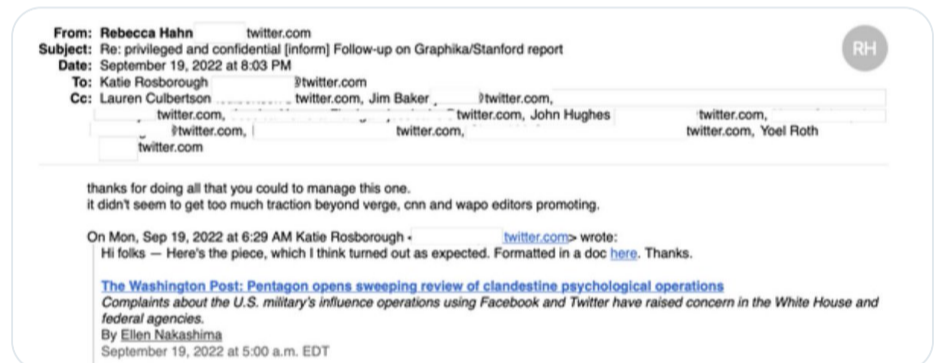 From: Rebecca Hahn twitter.com
RH
Subject: Re: privileged and confidential [inform] Follow-up on Graphika/Stanford report
Date: September 19, 2022 at 8:03 PM
To: Katie Rosborough @twitter.com
Cc: Lauren Culbertson twitter.com, Jim Baker @twitter.com,
twitter.com, twitter.com, John Hughes twitter.com,
@twitter.com, twitter.com, twitter.com, Yoel Roth
twitter.com
thanks for doing all that you could to manage this one.
it didn't seem to get too much traction beyond verge, cnn and wapo editors promoting.
On Mon, Sep 19, 2022 at 6:29 AM Katie Rosborough < twitter.com> wrote:
Hi folks — Here's the piece, which I think turned out as expected. Formatted in a doc here. Thanks.
The Washington Post: Pentagon opens sweeping review of clandestine psychological operations
Complaints about the U.S. military's influence operations using Facebook and Twitter have raised concern in the White House and
federal agencies.
By Ellen Nakashima
September 19, 2022 at 5:00 a.m. EDT